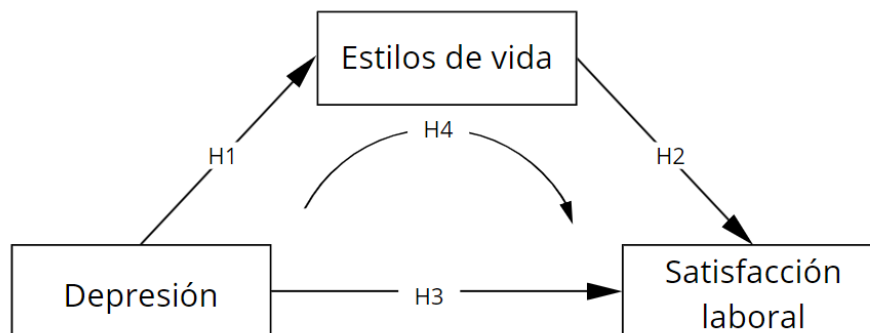 Estilos de vida
H4
H1
H2
Depresión
H3
Satisfacción
laboral